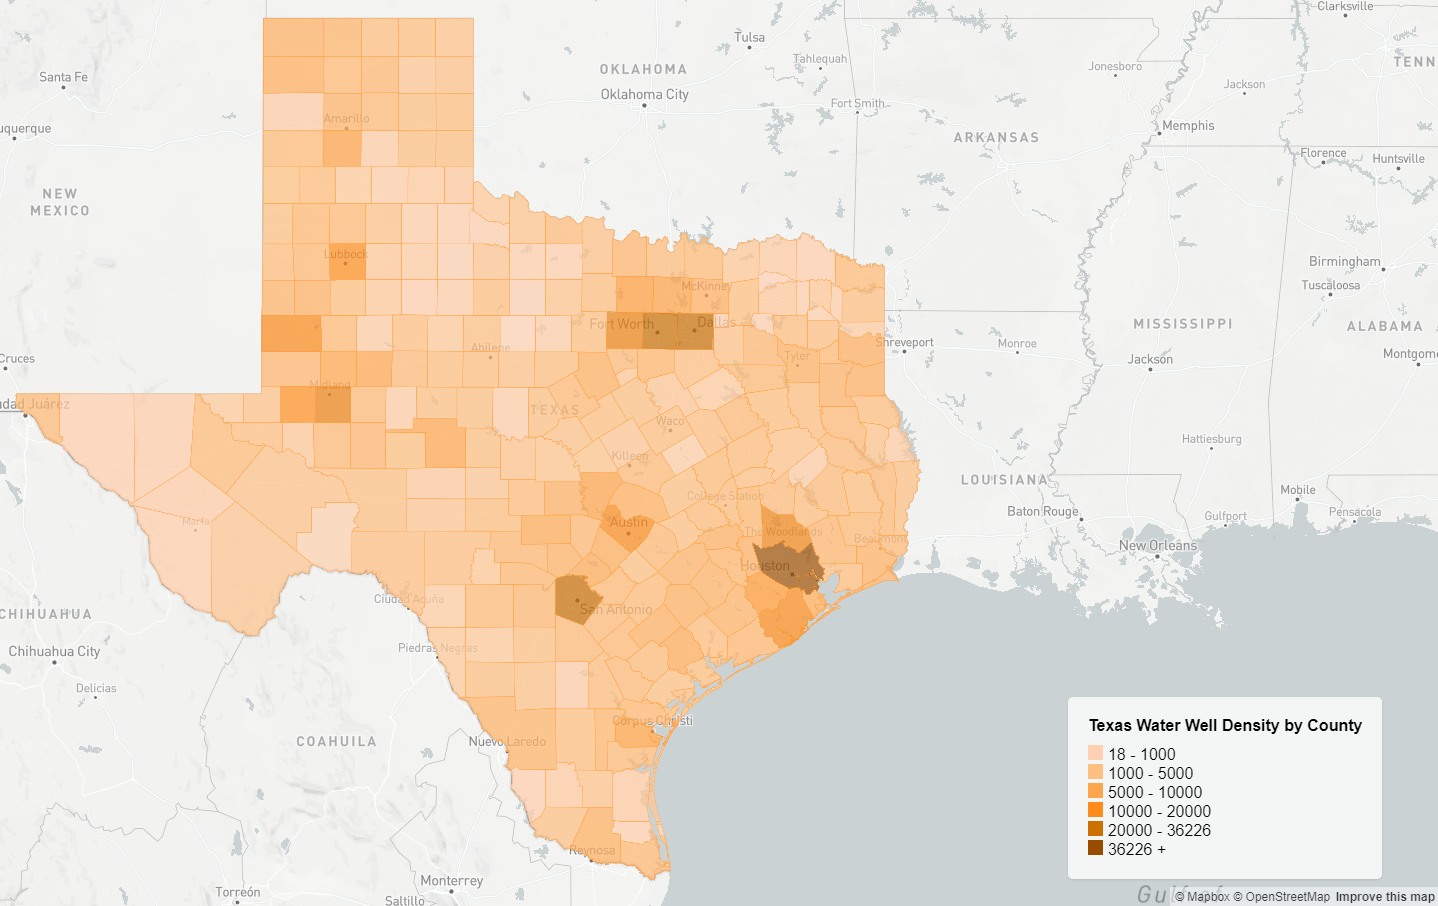 Clarksville
Tulsa
Tahlequah
TENN
OKLAHOMA
Jonesboro
Santa Fe
Jackson
Oklahoma City
Fort Smith
Amarillo
Memphis
uquerque
ARKANSAS
Florence
Huntsville
NEW
MEXICO
Lubbock
Birmingham
McKinney
Tuscaloosa
Fort Worth
Dallas
MISSISSIPPI
ALABAMA
Shreveport
Monroe
Abilene
Cruces
Tyler
Jackson
Montgome
Midland
udad Juárez
TEXAS
Waco
Hattiesburg
Killeen
LOUISIANA
College Station
Mobile
Baton Rouge
Gulfport
Pensacola
Marfa
Austin
The Woodlands
Beaumont
New Orleans
Houston
Ciudad Acuña
San Antonio
CHIHUAHUA
Chihuahua City
Piedras Negras
Delicias
Corpus Christi
COAHUILA
Nuevo Laredo
Texas Water Well Density by County
18 - 1000
1000 - 5000
5000 - 10000
10000 - 20000
20000 - 36226
36226 +
Reynosa
Monterrey
Torreón
Saltillo
Gulf of
© Mapbox © OpenStreetMap Improve this map